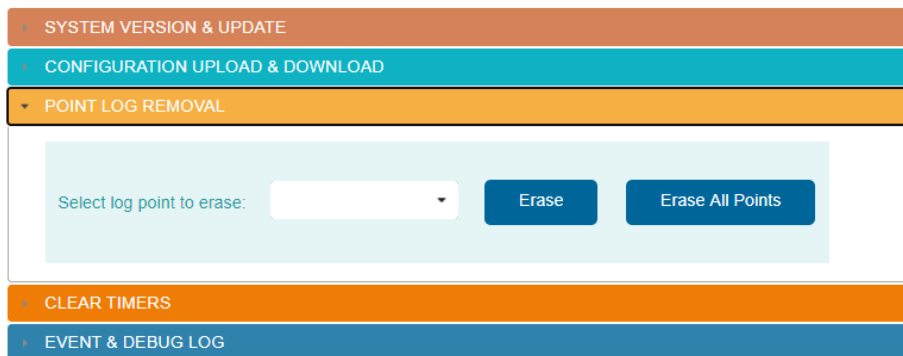 SYSTEM VERSION & UPDATE
CONFIGURATION UPLOAD & DOWNLOAD
POINT LOG REMOVAL
Select log point to erase: Erase Erase All Points
CLEAR TIMERS
EVENT & DEBUG LOG